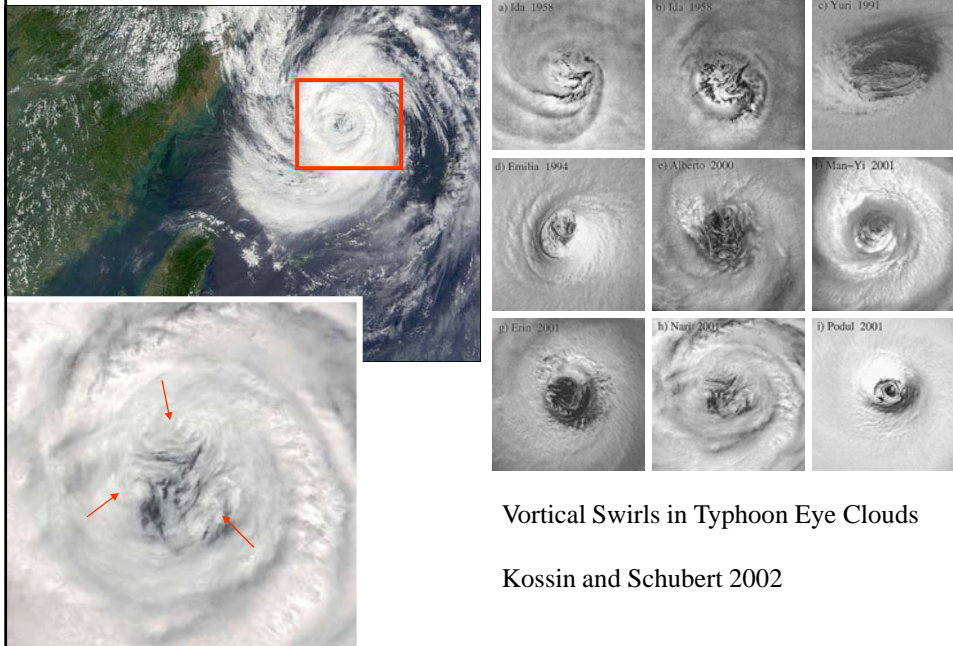 a) Ida 1958
b) Ida 1958
c) Yuri 1991
d) Emilia 1994
e) Alberto 2000
f) Man-Yi 2001
g) Erin 2001
h) Nari 2001
i) Podul 2001
Vortical Swirls in Typhoon Eye Clouds
Kossin and Schubert 2002